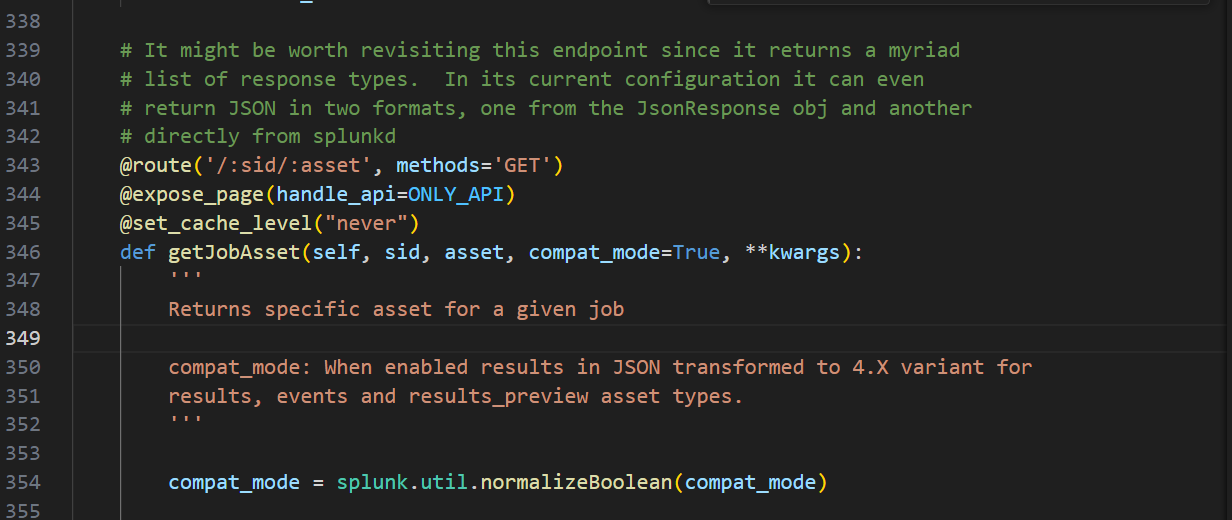 338
339 # It might be worth revisiting this endpoint since it returns a myriad
340 # list of response types.  In its current configuration it can even
341 # return JSON in two formats, one from the JsonResponse obj and another
342 # directly from splunkd
343 @route('/:sid/:asset', methods='GET')
344 @expose_page(handle_api=ONLY_API)
345 @set_cache_level("never")
346 def getJobAsset(self, sid, asset, compat_mode=True, **kwargs):
347     '''
348     Returns specific asset for a given job
349
350     compat_mode: When enabled results in JSON transformed to 4.X variant for
351     results, events and results_preview asset types.
352     '''
353
354     compat_mode = splunk.util.normalizeBoolean(compat_mode)
355